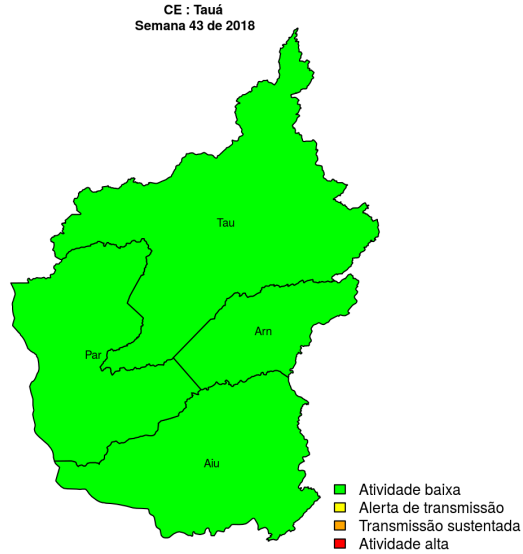 CE : Tauá
Semana 43 de 2018
Tau
Arn
Par
Aiu
Atividade baixa
Alerta de transmissão
Transmissão sustentada
Atividade alta